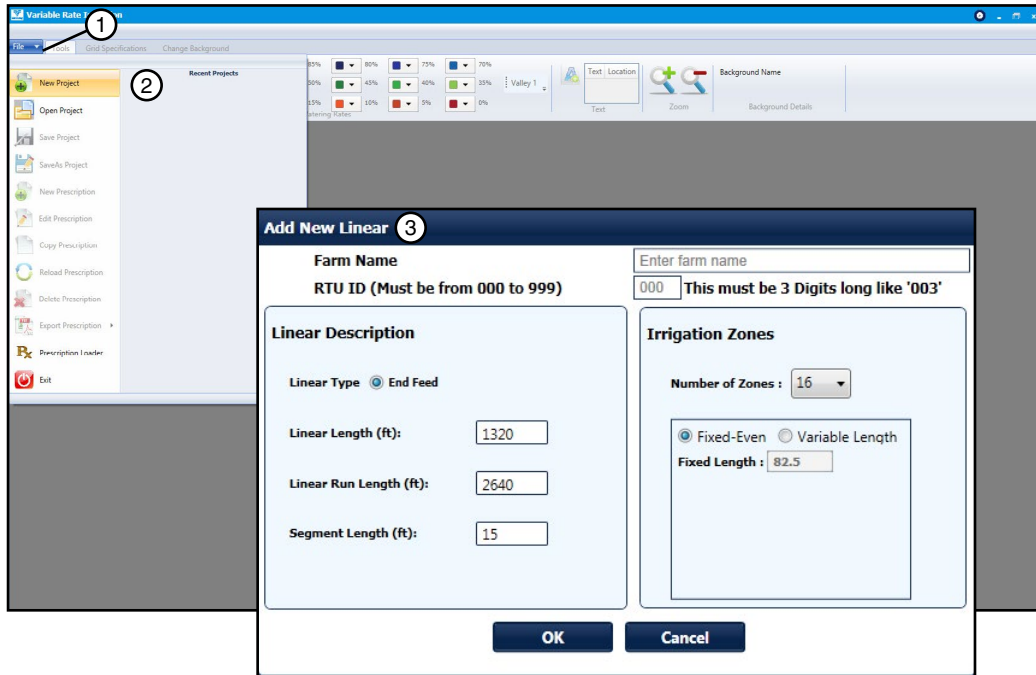 Variable Rate I on
1
File Tools Grid Specifications Change Background
New Project
2
Recent Projects
Open Project
Save Project
SaveAs Project
New Prescription
Edit Prescription
Copy Prescription
Reload Prescription
Delete Prescription
Export Prescription
Prescription Loader
Exit
85% 80% 75% 70%
50% 45% 40% 35%
15% 10% 5% 0%
atering Rates
Valley 1
Text Location
Text
Zoom
Background Name
Background Details
Add New Linear 3
Farm Name Enter farm name
RTU ID (Must be from 000 to 999) 000 This must be 3 Digits long like '003'
Linear Description
Linear Type End Feed
Linear Length (ft): 1320
Linear Run Length (ft): 2640
Segment Length (ft): 15
Irrigation Zones
Number of Zones : 16
Fixed-Even Variable Length
Fixed Length : 82.5
OK Cancel